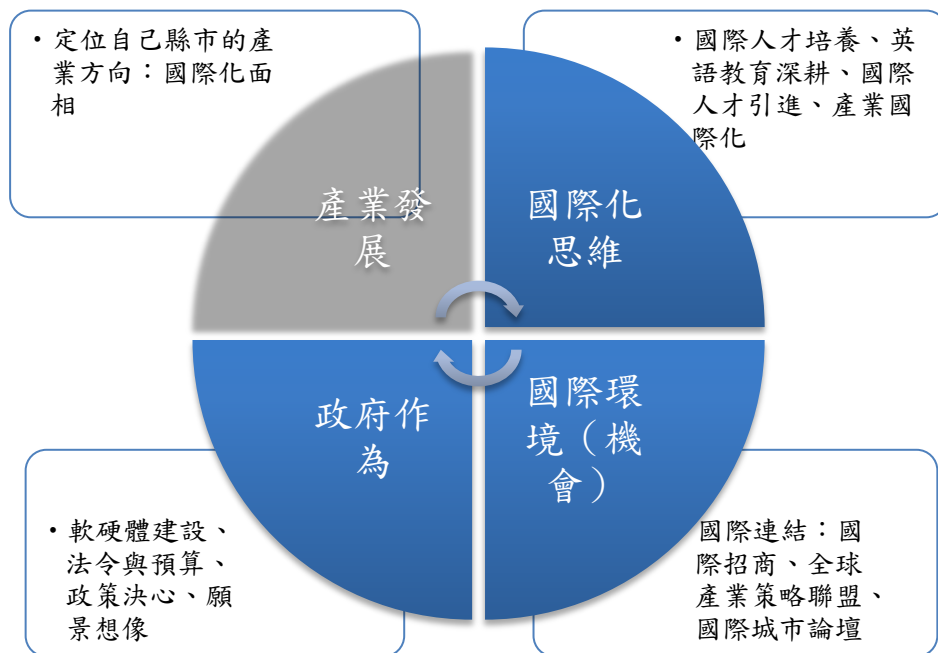 • 定位自己縣市的產
業方向：國際化面
相
• 國際人才培養、英
語教育深耕、國際
人才引進、產業國
際化
產業發
展
國際化
思維
政府作
為
國際環
境（機
會）
• 軟硬體建設、
法令與預算、
政策決心、願
景想像
國際連結：國
際招商、全球
產業策略聯盟、
國際城市論壇